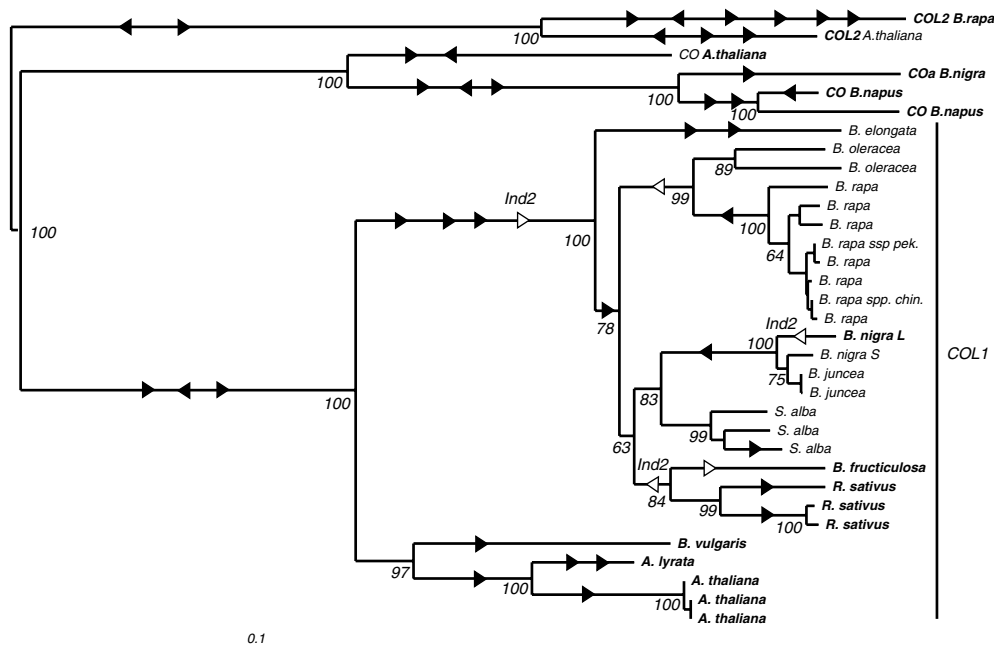 COL2 B.rapa
100
COL2 A.thaliana
CO A.thaliana
100
COa B.nigra
100
CO B.napus
100
CO B.napus
B. elongata
B. oleracea
89
B. oleracea
99
B. rapa
Ind2
B. rapa
100
B. rapa
100
100
64
B. rapa ssp pek.
B. rapa
B. rapa
B. rapa spp. chin.
B. rapa
78
Ind2
B. nigra L
100
B. nigra S
COL1
75
B. juncea
B. juncea
83
100
S. alba
99
S. alba
63
S. alba
Ind2
B. fructiculosa
84
R. sativus
99
R. sativus
100
R. sativus
B. vulgaris
97
A. lyrata
100
A. thaliana
100
A. thaliana
A. thaliana
0.1